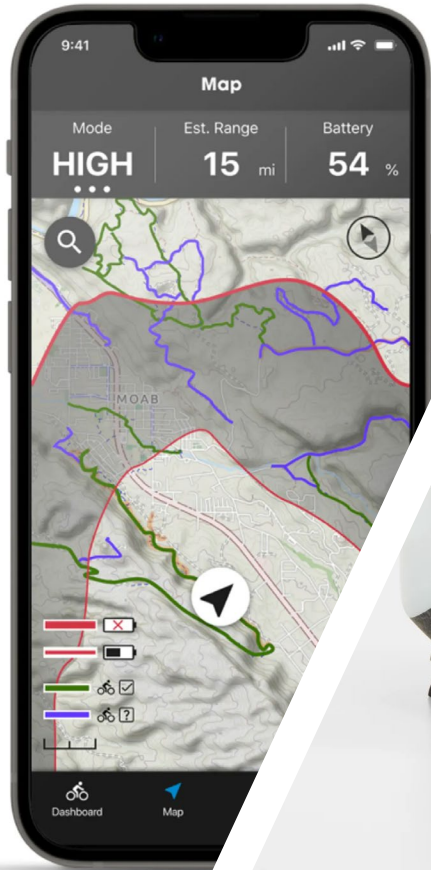 9:41
Map
Mode Est. Range Battery
HIGH 15 mi 54 %
MOAB
?
Dashboard Map